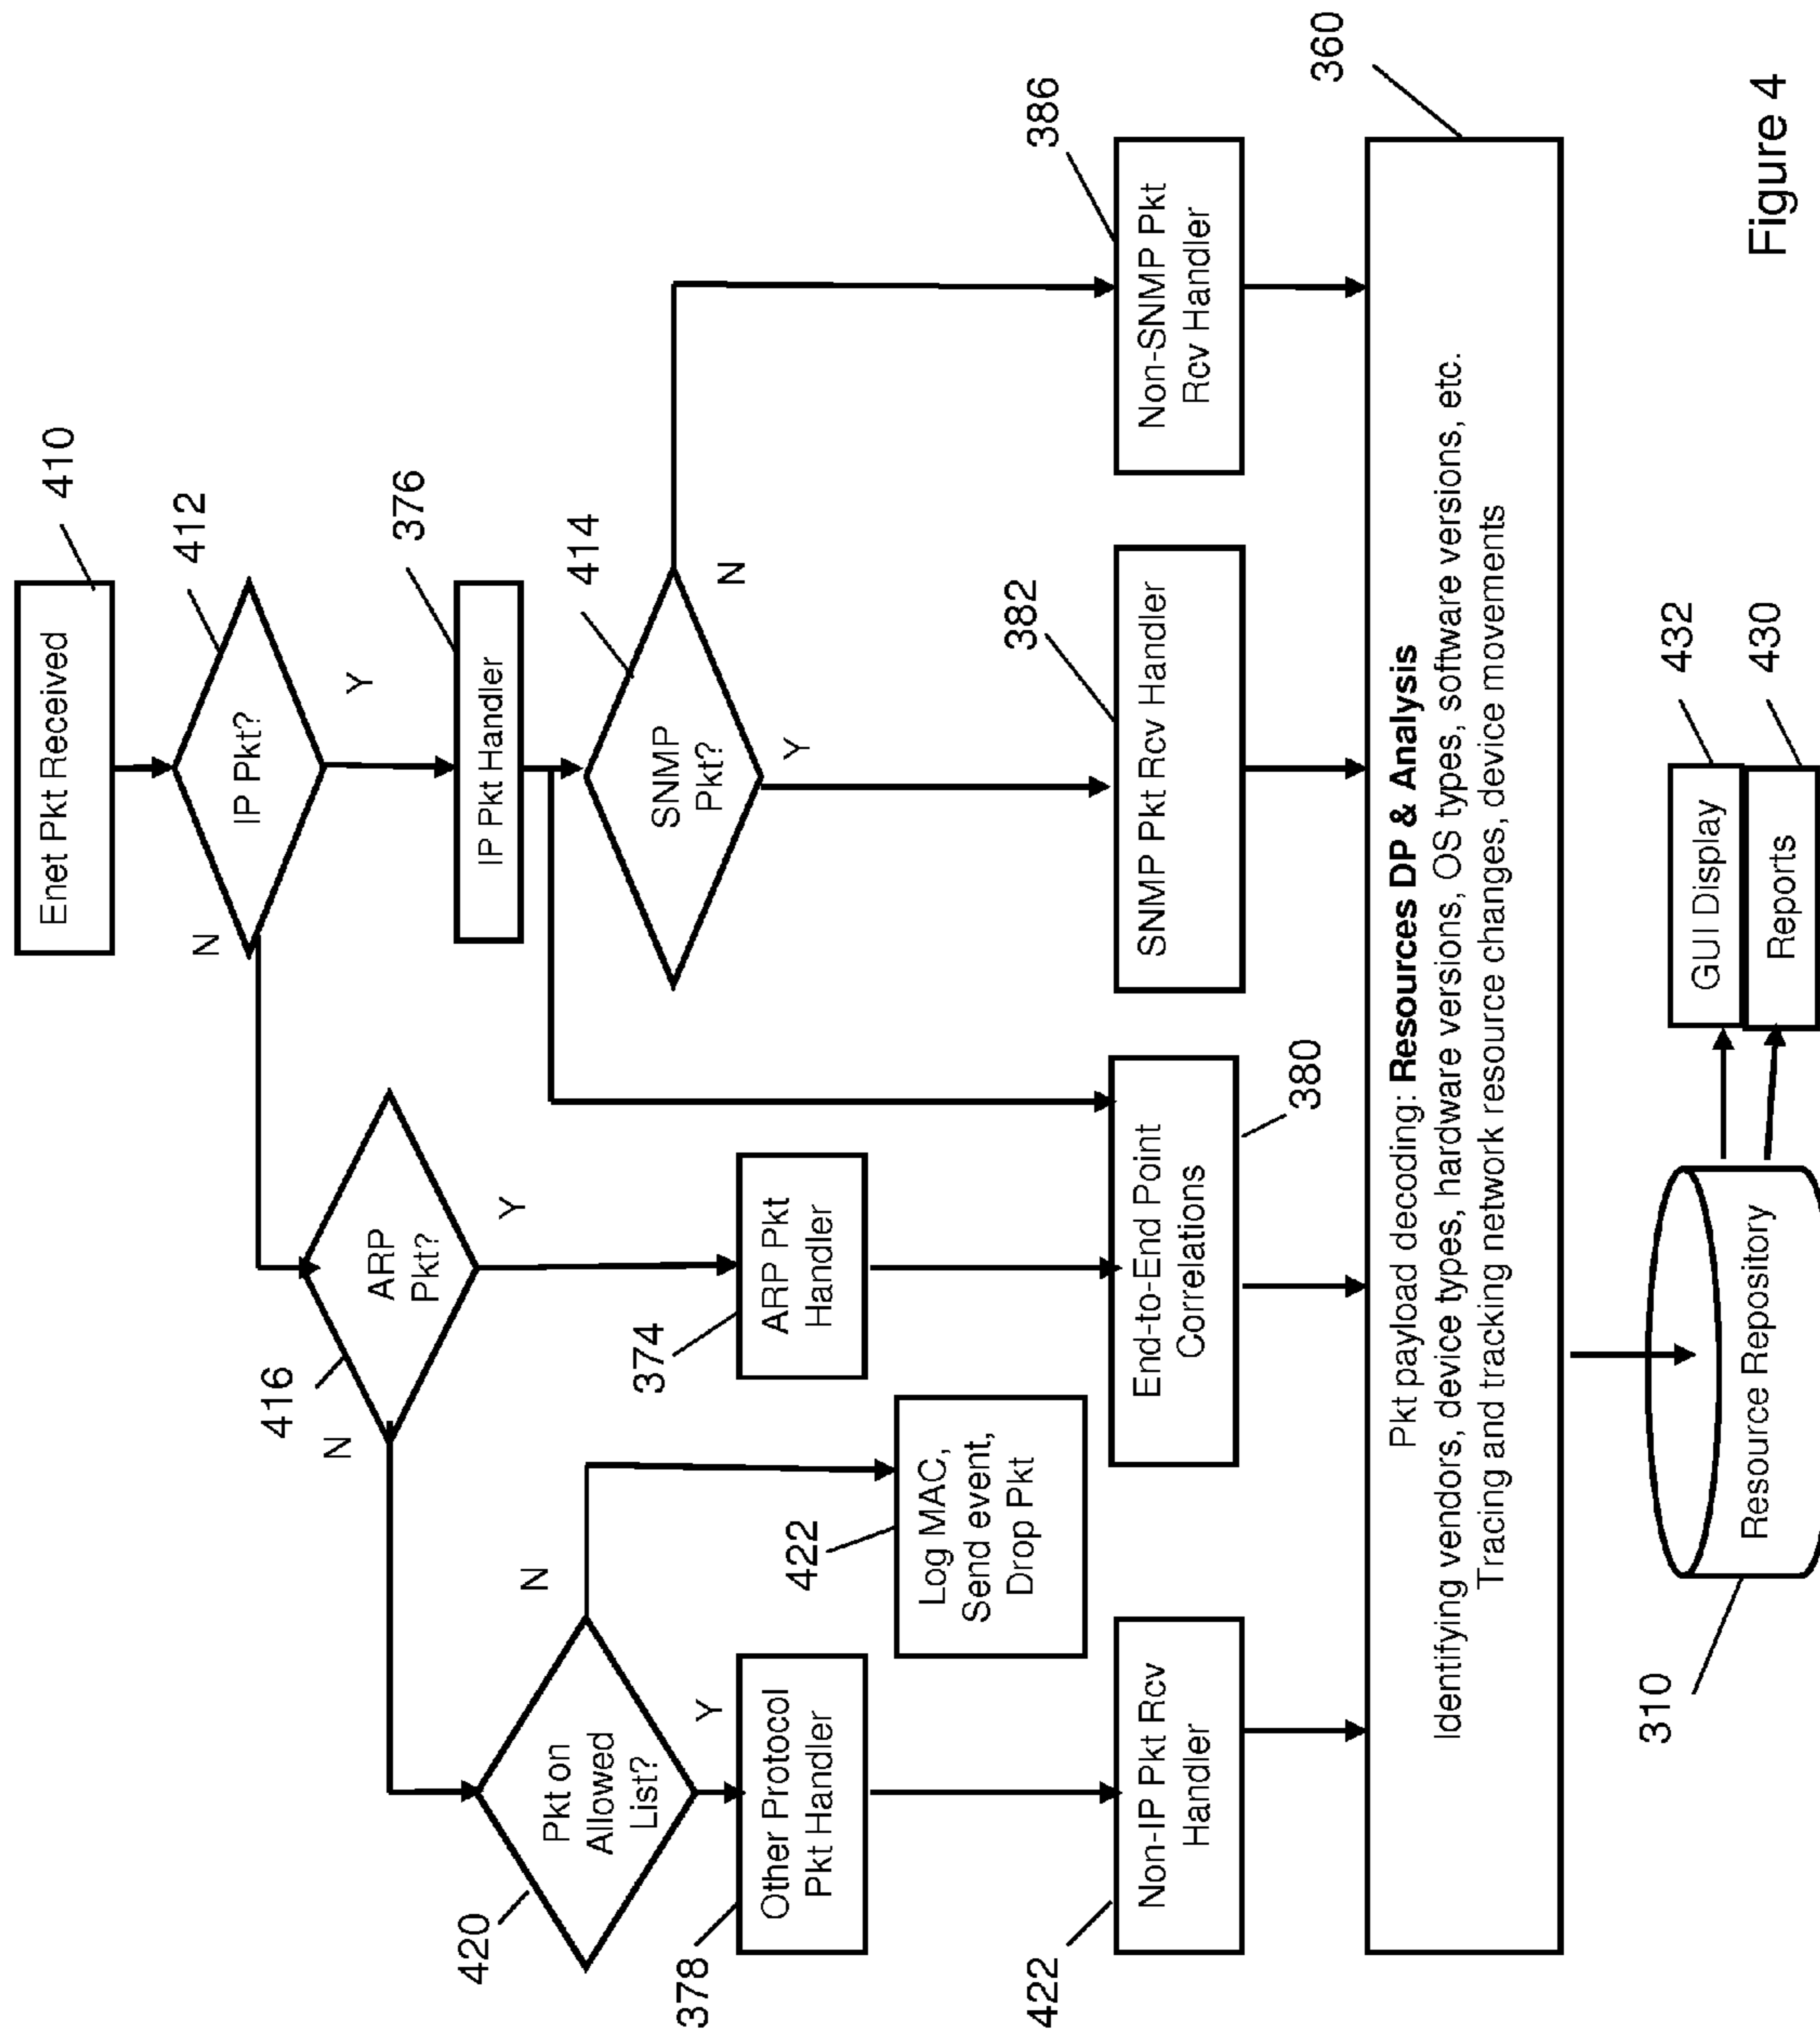 Enet Pkt Received
410
IP Pkt?
412
N
Y
IP Pkt Handler
376
ARP
Pkt?
416
N
Y
SNMP
Pkt?
414
N
Y
Pkt on
Allowed
List?
420
N
Y
Other Protocol
Pkt Handler
378
ARP Pkt
Handler
374
Log MAC,
Send event,
Drop Pkt
422
Non-IP Pkt Rcv
Handler
422
End-to-End Point
Correlations
380
SNMP Pkt Rcv Handler
382
Non-SNMP Pkt
Rcv Handler
386
Pkt payload decoding: Resources DP & Analysis
Identifying vendors, device types, hardware versions, OS types, software versions, etc.
Tracing and tracking network resource changes, device movements
360
Resource Repository
310
GUI Display
432
Reports
430
Figure 4